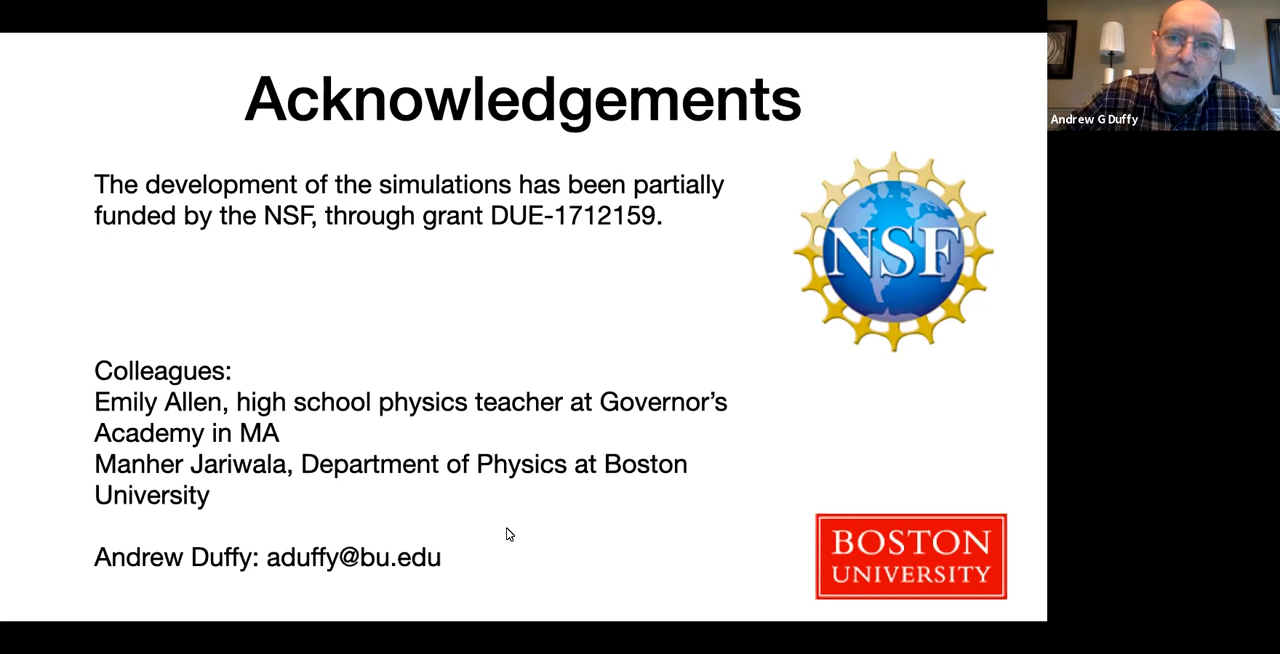 Acknowledgements
Andrew G Duffy
The development of the simulations has been partially
funded by the NSF, through grant DUE-1712159.
NSF
Colleagues:
Emily Allen, high school physics teacher at Governor’s
Academy in MA
Manher Jariwala, Department of Physics at Boston
University
Andrew Duffy: aduffy@bu.edu
BOSTON
UNIVERSITY